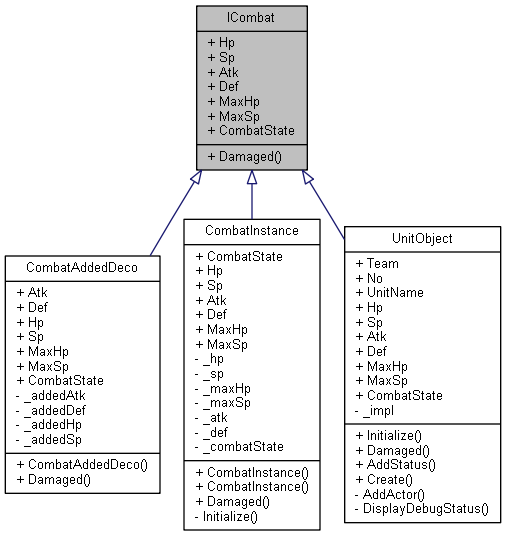 ICombat
+ Hp
+ Sp
+ Atk
+ Def
+ MaxHp
+ MaxSp
+ CombatState
+ Damaged()
CombatAddedDeco
+ Atk
+ Def
+ Hp
+ Sp
+ MaxHp
+ MaxSp
+ CombatState
- _addedAtk
- _addedDef
- _addedHp
- _addedSp
+ CombatAddedDeco()
+ Damaged()
CombatInstance
+ CombatState
+ Hp
+ Sp
+ Atk
+ Def
+ MaxHp
+ MaxSp
- _hp
- _sp
- _maxHp
- _maxSp
- _atk
- _def
- _combatState
+ CombatInstance()
+ CombatInstance()
+ Damaged()
- Initialize()
UnitObject
+ Team
+ No
+ UnitName
+ Hp
+ Sp
+ Atk
+ Def
+ MaxHp
+ MaxSp
+ CombatState
- _impl
+ Initialize()
+ Damaged()
+ AddStatus()
+ Create()
- AddActor()
- DisplayDebugStatus()